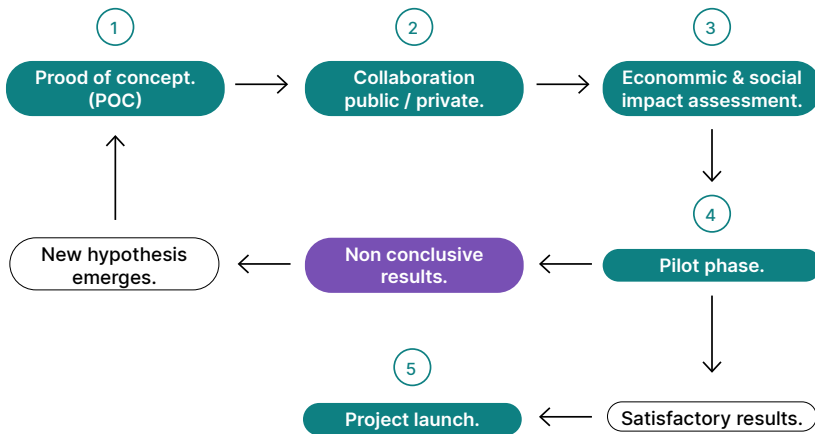 1
2
3
Prood of concept.
(POC)
Collaboration
public / private.
Econommic & social
impact assessment.
4
New hypothesis
emerges.
Non conclusive
results.
Pilot phase.
5
Project launch.
Satisfactory results.